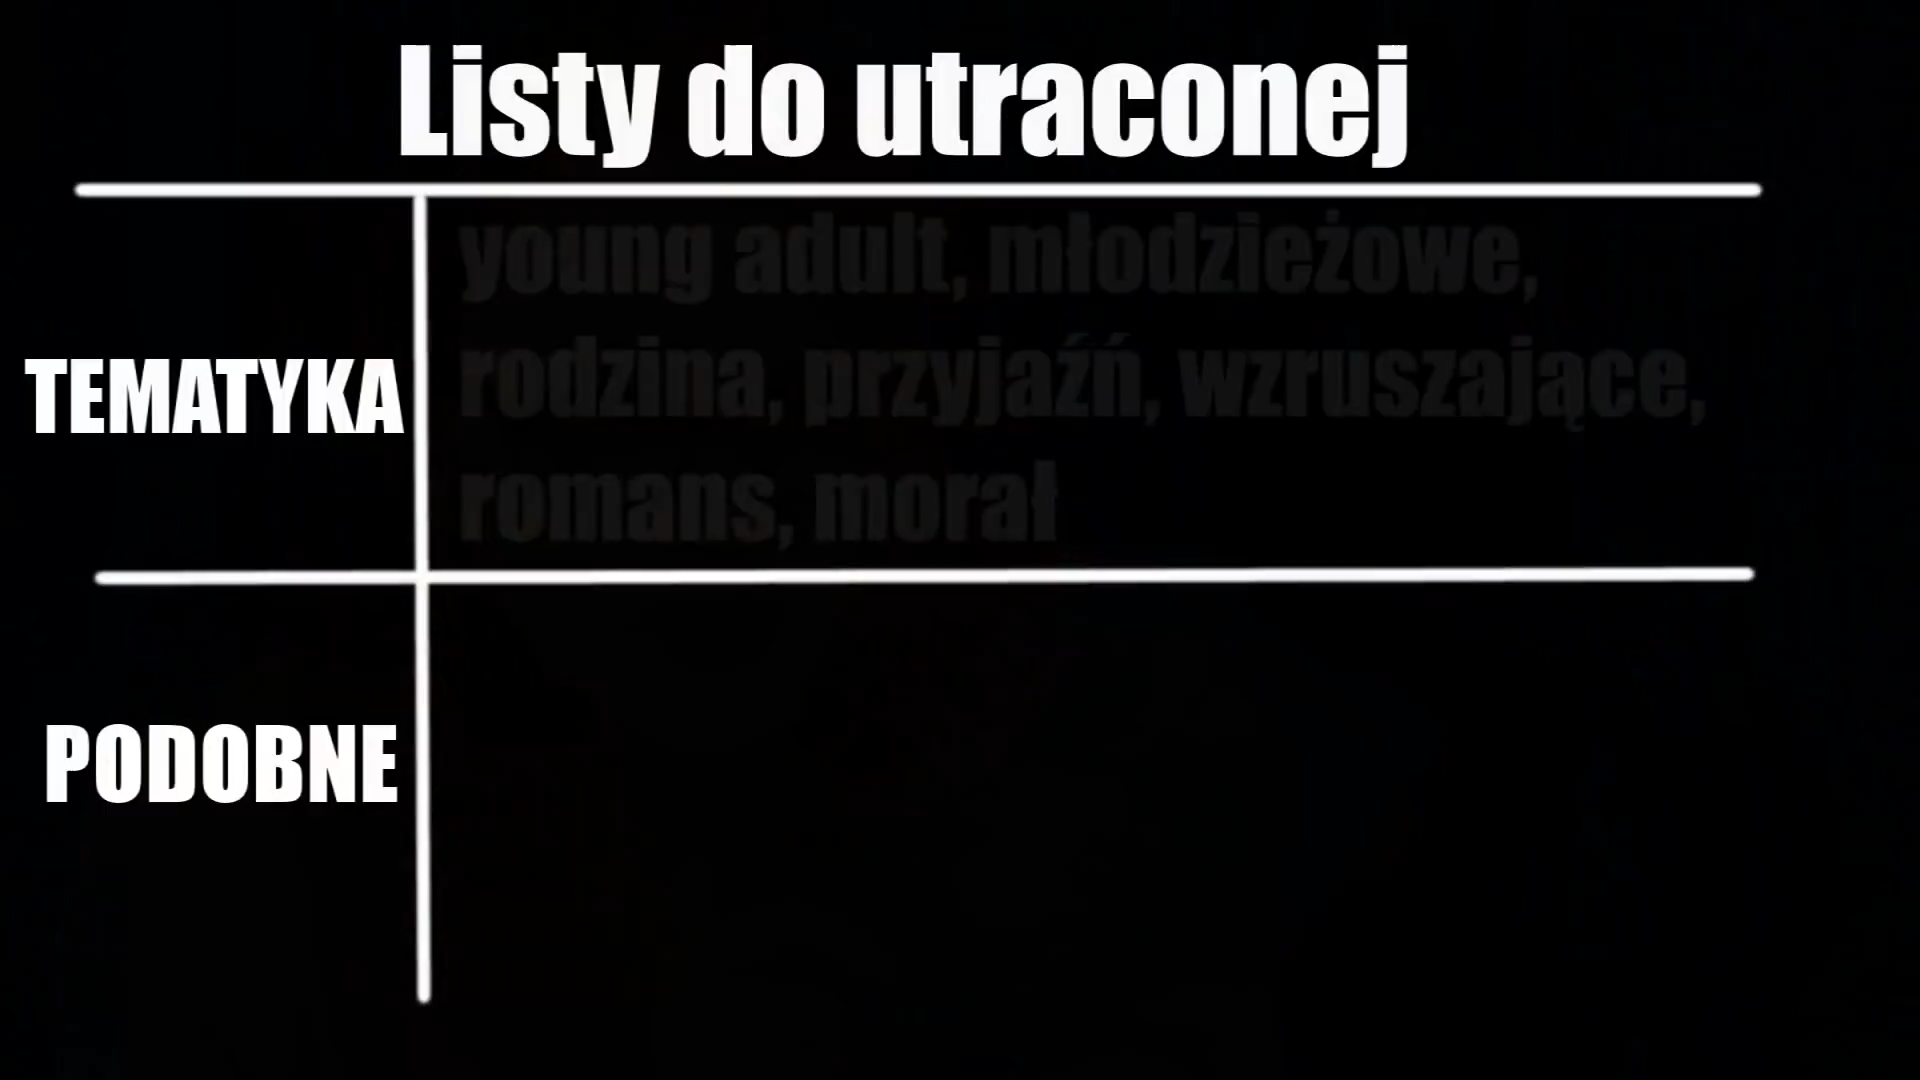 Listy do utraconej
TEMATYKA
young adult, młodzieżowe,
rodzina, przyjaźń, wzruszające,
romans, morał
PODOBNE